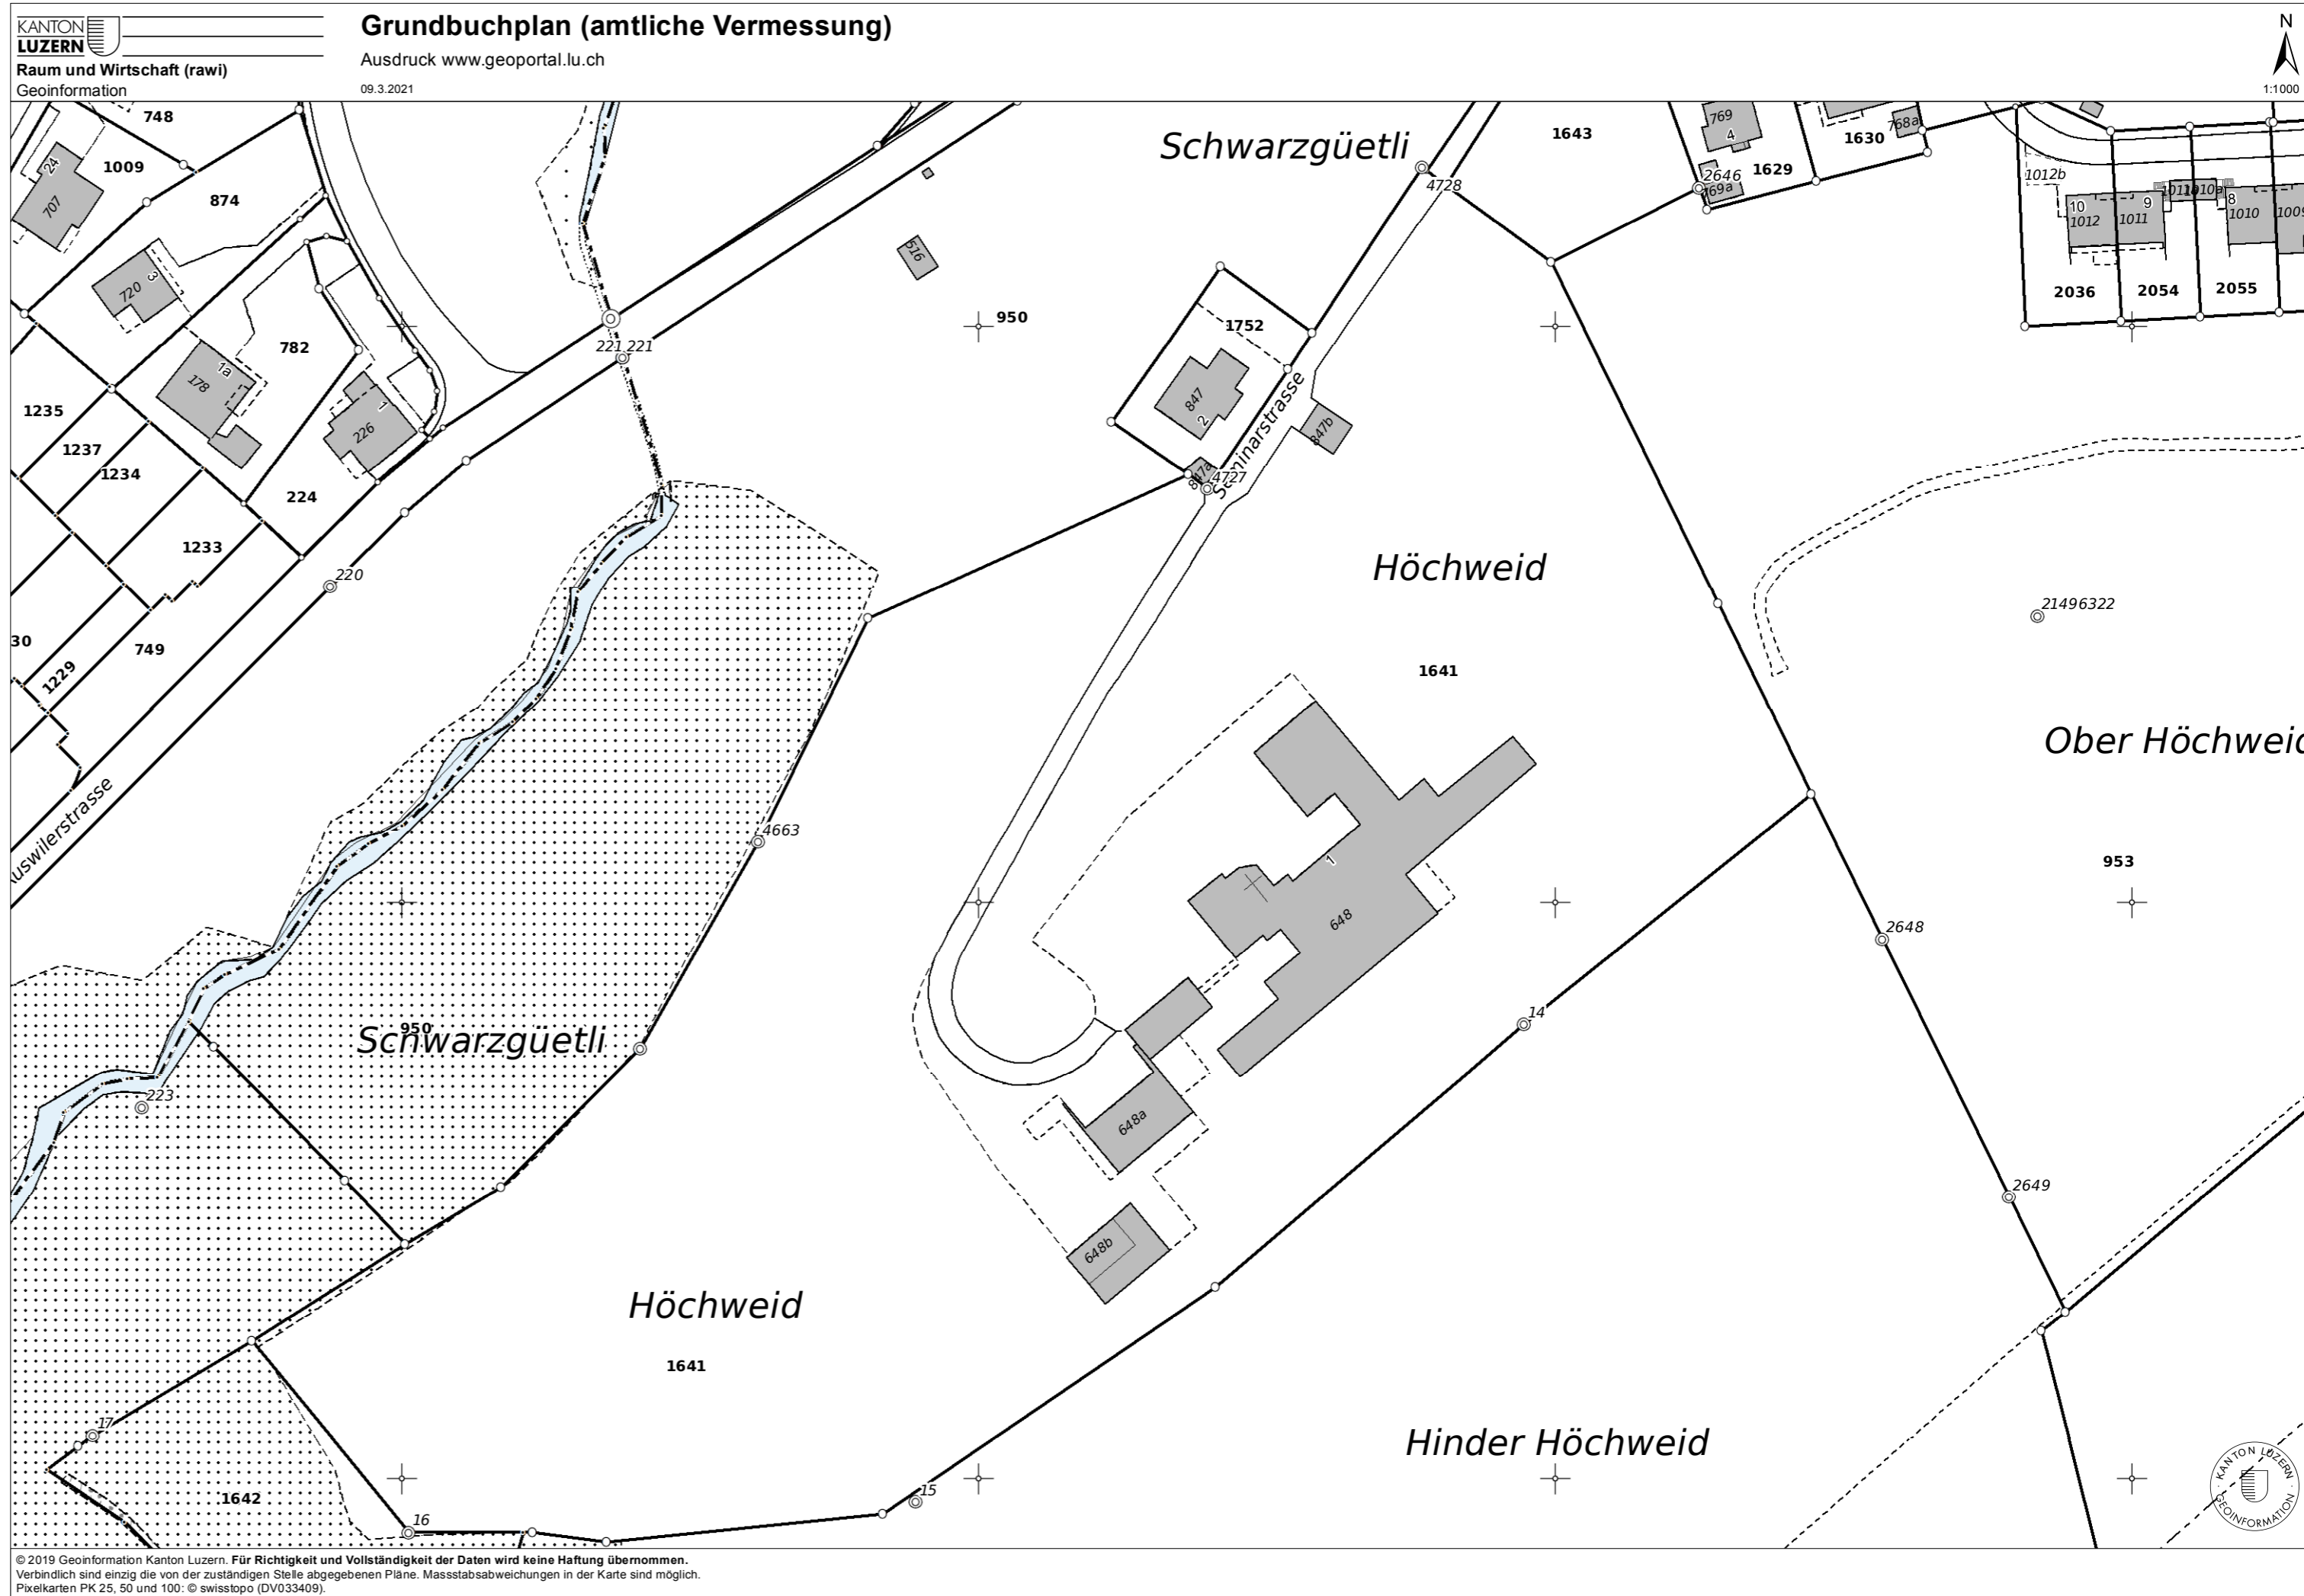 KANTON
LUZERN
Raum und Wirtschaft (rawi)
Geoinformation
Grundbuchplan (amtliche Vermessung)
Ausdruck www.geoportal.lu.ch
09.3.2021
N
1:1000
748
24
1009
707
874
3
720
782
1a
178
1
226
1235
1237
1234
224
1233
220
30
749
1229
221 221
516
950
Schwarzgüetli
4728
1752
847
2
Seminarstrasse
847b
847a
4727
1643
769
4
2646
769a
1629
1630
768a
1012b
10
1012
9
1011
8
1010
1009
2036
2054
2055
Höchweid
1641
21496322
Ober Höchweid
953
4663
1
648
2648
14
950
Schwarzgüetli
223
648a
648b
2649
Höchweid
1641
17
1642
16
15
Hinder Höchweid
KANTON LUZERN
GEOINFORMATION
© 2019 Geoinformation Kanton Luzern. Für Richtigkeit und Vollständigkeit der Daten wird keine Haftung übernommen.
Verbindlich sind einzig die von der zuständigen Stelle abgegebenen Pläne. Massstabsabweichungen in der Karte sind möglich.
Pixelkarten PK 25, 50 und 100: © swisstopo (DV033409).